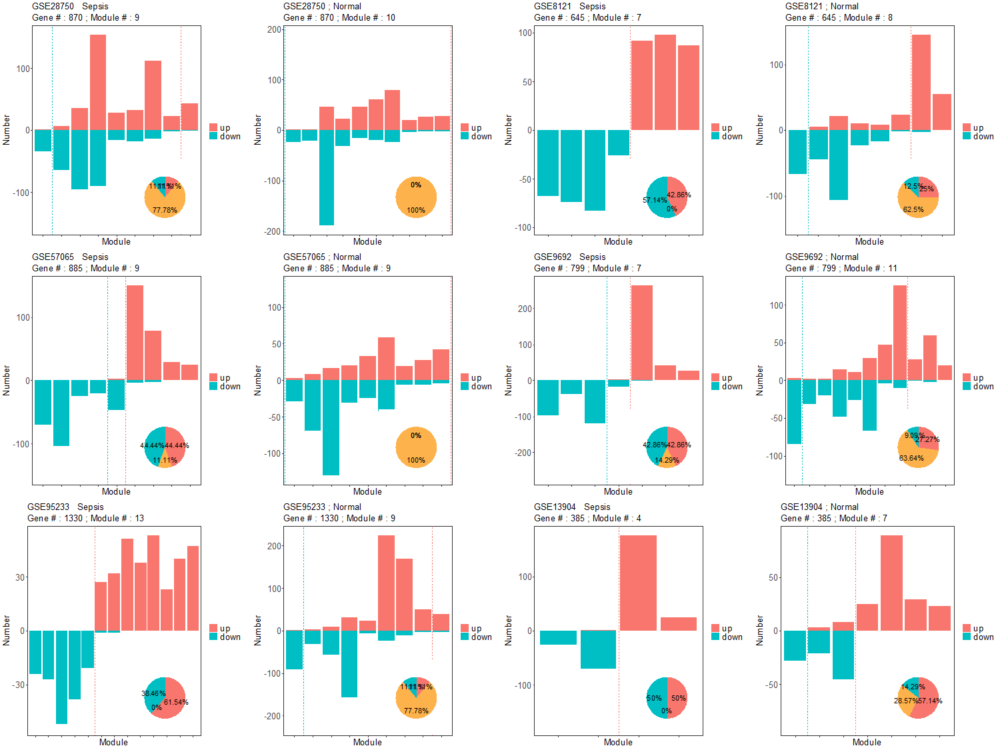 GSE28750   Sepsis
Gene # : 870 ; Module # : 9
100
0
-100
Number
Module
up
down
11.11%
11.11%
77.78%
GSE28750 ; Normal
Gene # : 870 ; Module # : 10
200
100
0
-100
-200
Number
Module
up
down
0%
100%
GSE8121   Sepsis
Gene # : 645 ; Module # : 7
100
50
0
-50
-100
Number
Module
up
down
57.14%
42.86%
0%
GSE8121 ; Normal
Gene # : 645 ; Module # : 8
100
0
-100
Number
Module
up
down
12.5%
25%
62.5%
GSE57065   Sepsis
Gene # : 885 ; Module # : 9
100
0
-100
Number
Module
up
down
44.44%
44.44%
11.11%
GSE57065 ; Normal
Gene # : 885 ; Module # : 9
100
50
0
-50
-100
Number
Module
up
down
0%
100%
GSE9692   Sepsis
Gene # : 799 ; Module # : 7
200
100
0
-100
-200
Number
Module
up
down
42.86%
42.86%
14.29%
GSE9692 ; Normal
Gene # : 799 ; Module # : 11
100
50
0
-50
-100
Number
Module
up
down
9.09%
27.27%
63.64%
GSE95233   Sepsis
Gene # : 1330 ; Module # : 13
30
0
-30
Number
Module
up
down
38.46%
61.54%
0%
GSE95233 ; Normal
Gene # : 1330 ; Module # : 9
200
100
0
-100
-200
Number
Module
up
down
11.11%
11.11%
77.78%
GSE13904   Sepsis
Gene # : 385 ; Module # : 4
100
0
-100
Number
Module
up
down
50%
50%
0%
GSE13904 ; Normal
Gene # : 385 ; Module # : 7
50
0
-50
Number
Module
up
down
14.29%
28.57%
57.14%